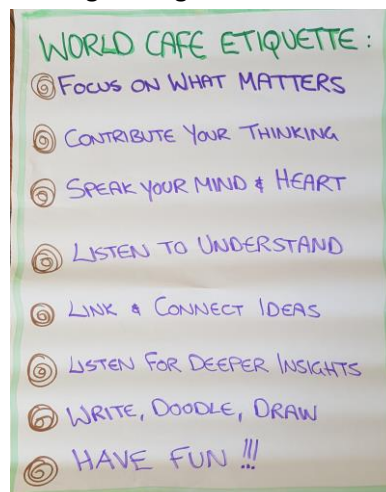 WORLD CAFE ETIQUETTE:
FOCUS ON WHAT MATTERS
CONTRIBUTE YOUR THINKING
SPEAK YOUR MIND & HEART
LISTEN TO UNDERSTAND
LINK & CONNECT IDEAS
LISTEN FOR DEEPER INSIGHTS
WRITE, DOODLE, DRAW
HAVE FUN !!!